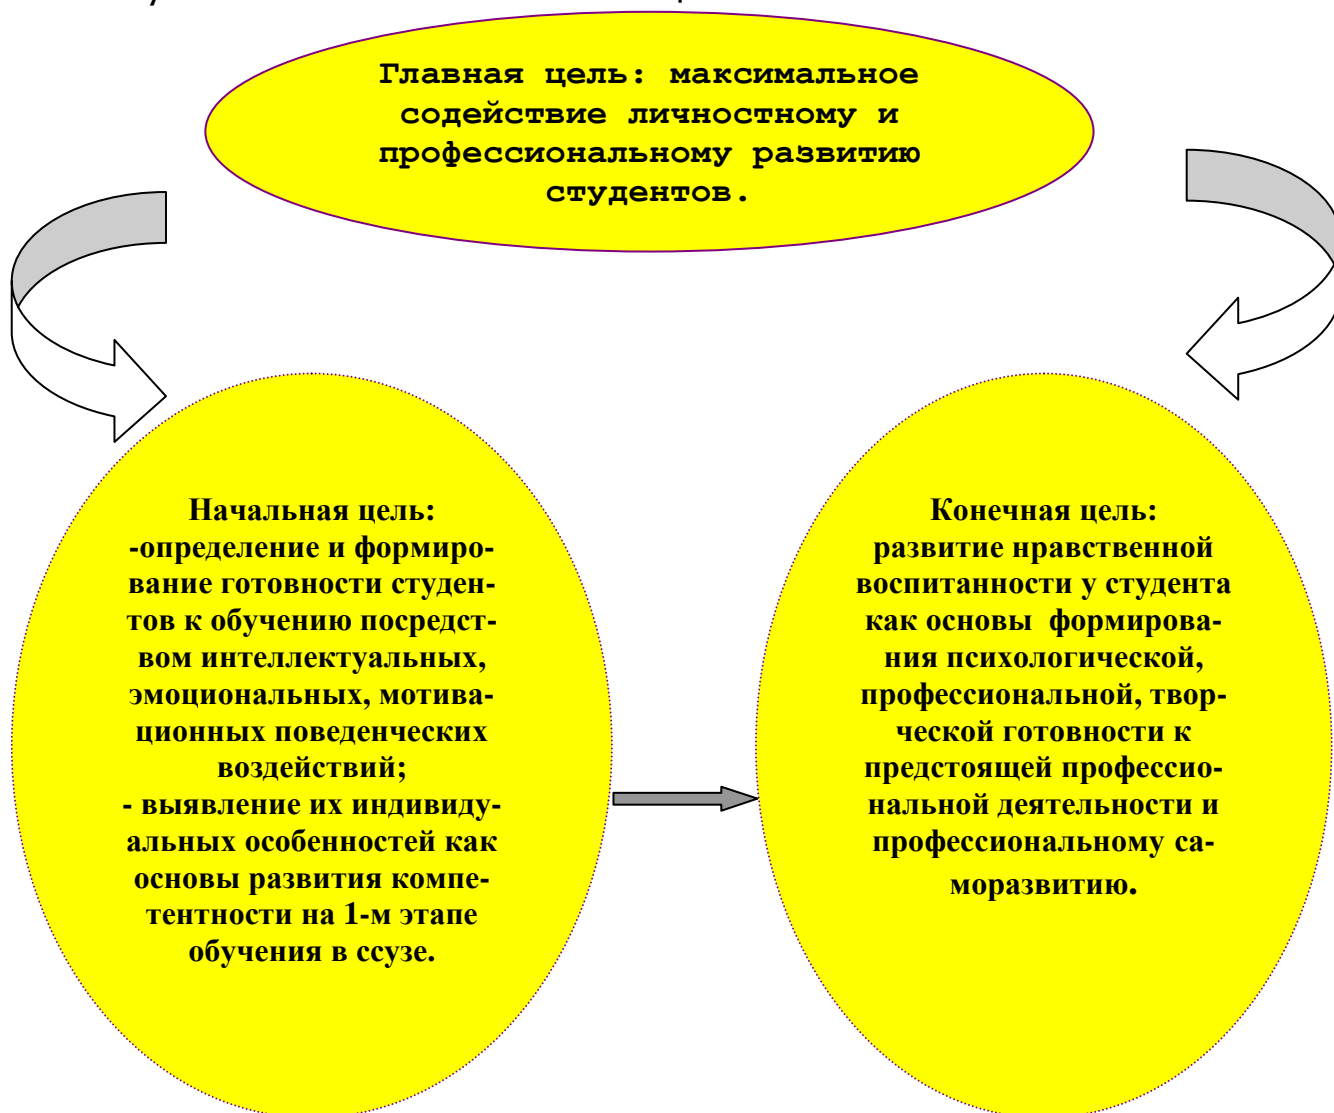 Главная цель: максимальное
содействие личностному и
профессиональному развитию
студентов.
Начальная цель:
-определение и формиро-
вание готовности студен-
тов к обучению посредст-
вом интеллектуальных,
эмоциональных, мотива-
ционных поведенческих
воздействий;
- выявление их индивиду-
альных особенностей как
основы развития компе-
тентности на 1-м этапе
обучения в ссузе.
Конечная цель:
развитие нравственной
воспитанности у студента
как основы формирова-
ния психологической,
профессиональной, твор-
ческой готовности к
предстоящей профессио-
нальной деятельности и
профессиональному са-
моразвитию.